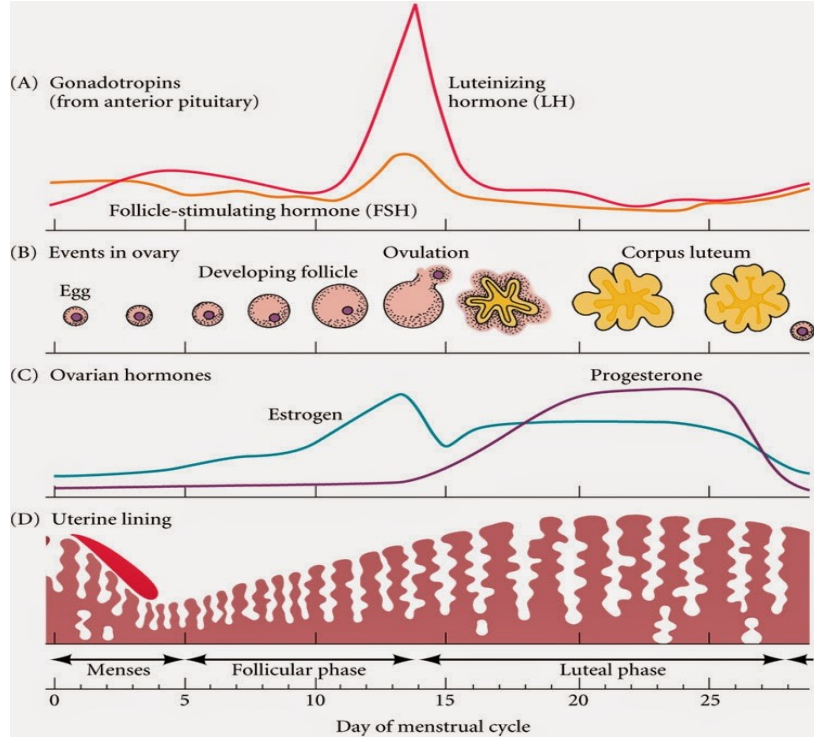 (A) Gonadotropins
(from anterior pituitary)
Luteinizing
hormone (LH)
Follicle-stimulating hormone (FSH)
(B) Events in ovary
Ovulation
Corpus luteum
Developing follicle
Egg
(C) Ovarian hormones
Progesterone
Estrogen
(D) Uterine lining
Menses
Follicular phase
Luteal phase
0 5 10 15 20 25
Day of menstrual cycle